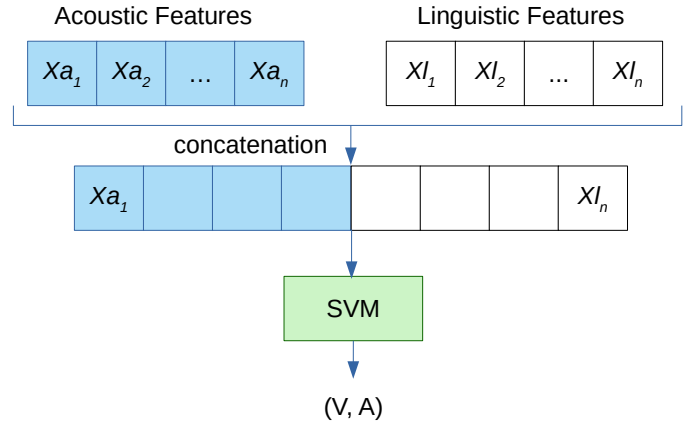 Acoustic Features Linguistic Features
Xa1 Xa2 ... Xan Xl1 Xl2 ... Xln
concatenation
Xa1 Xln
SVM
(V, A)